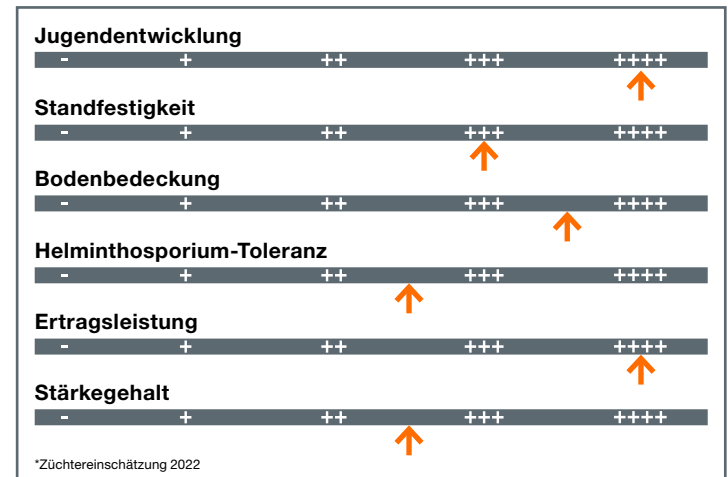 Jugendentwicklung
- + ++ +++ ++++
Standfestigkeit
- + ++ +++ ++++
Bodenbedeckung
- + ++ +++ ++++
Helminthosporium-Toleranz
- + ++ +++ ++++
Ertragsleistung
- + ++ +++ ++++
Stärkegehalt
- + ++ +++ ++++
*Züchtereinschätzung 2022